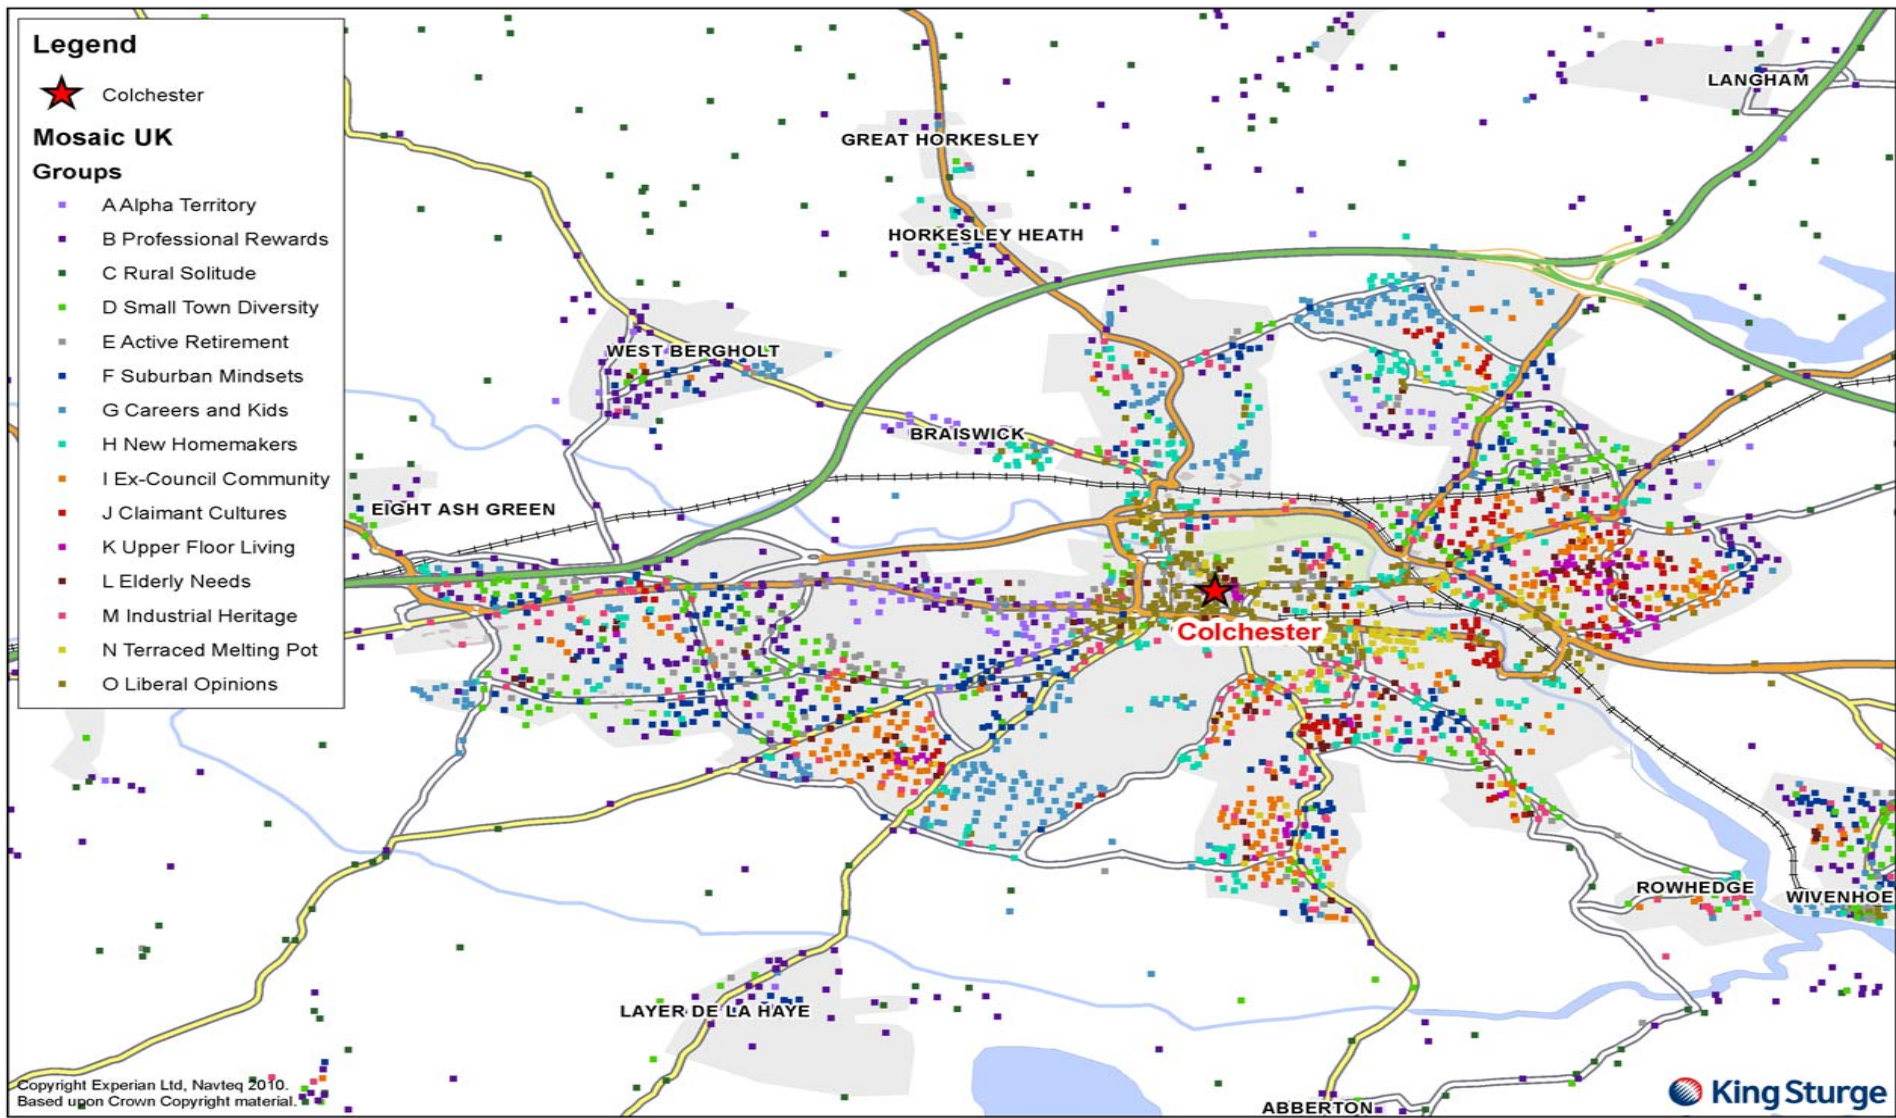 Legend
Colchester
Mosaic UK
Groups
A Alpha Territory
B Professional Rewards
C Rural Solitude
D Small Town Diversity
E Active Retirement
F Suburban Mindsets
G Careers and Kids
H New Homemakers
I Ex-Council Community
J Claimant Cultures
K Upper Floor Living
L Elderly Needs
M Industrial Heritage
N Terraced Melting Pot
O Liberal Opinions
LANGHAM
GREAT HORKESLEY
HORKESLEY HEATH
WEST BERGHOLT
BRAISWICK
EIGHT ASH GREEN
Colchester
ROWHEDGE
WIVENHOE
LAYER DE LA HAYE
ABBERTON
Copyright Experian Ltd, Navteq 2010.
Based upon Crown Copyright material.
King Sturge